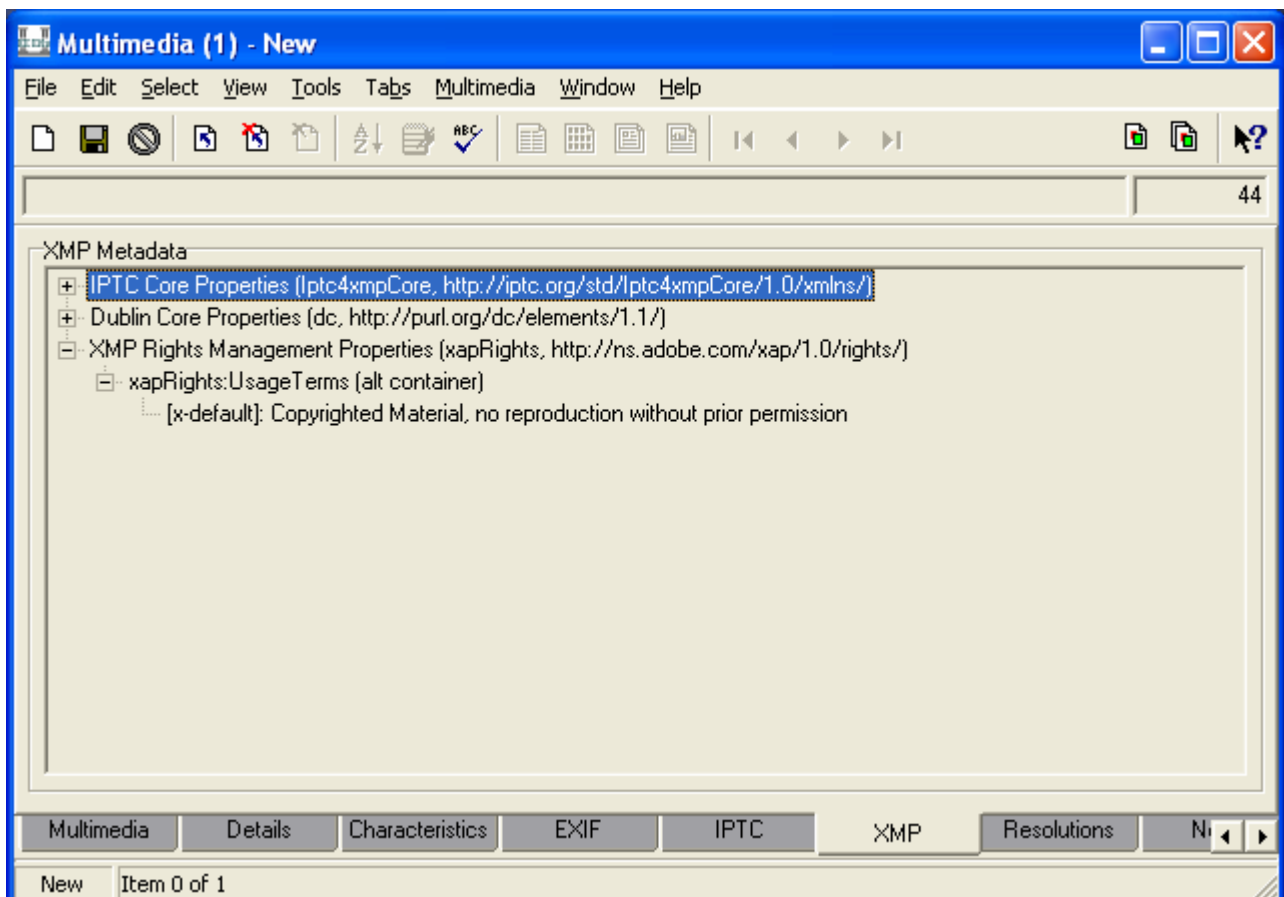 Multimedia (1) - New
File Edit Select View Tools Tabs Multimedia Window Help
44
XMP Metadata
IPTC Core Properties (Iptc4xmpCore, http://iptc.org/std/Iptc4xmpCore/1.0/xmlns/)
Dublin Core Properties (dc, http://purl.org/dc/elements/1.1/)
XMP Rights Management Properties (xapRights, http://ns.adobe.com/xap/1.0/rights/)
xapRights:UsageTerms (alt container)
[x-default]: Copyrighted Material, no reproduction without prior permission
Multimedia Details Characteristics EXIF IPTC XMP Resolutions
New Item 0 of 1